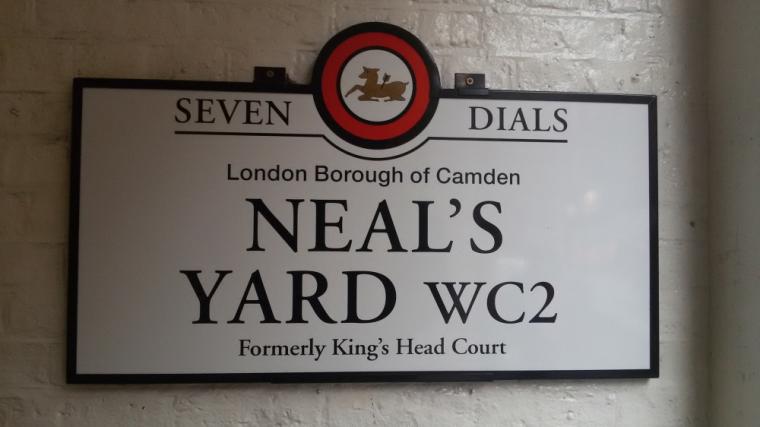 SEVEN DIALS
London Borough of Camden
NEAL'S
YARD WC2
Formerly King's Head Court